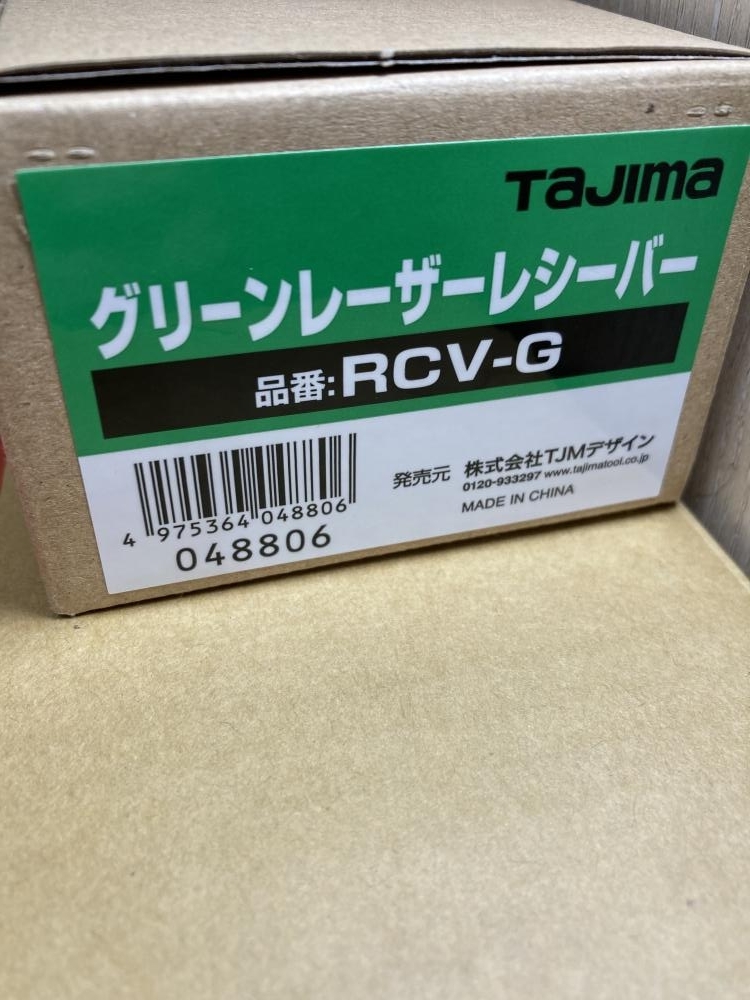 TAJIMA
グリーンレーザーレシーバー
品番:RCV-G
4 975364 048806
048806
発売元 株式会社TJMデザイン
0120-933297 www.tajimatool.co.jp
MADE IN CHINA